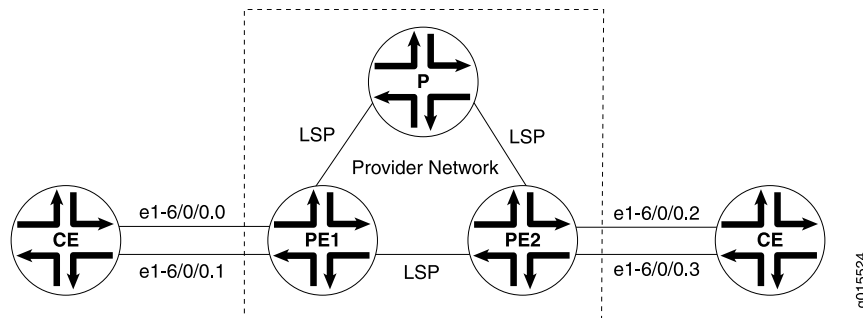 P
LSP
LSP
Provider Network
e1-6/0/0.0
e1-6/0/0.2
CE
PE1
PE2
CE
e1-6/0/0.1
LSP
e1-6/0/0.3
g015524